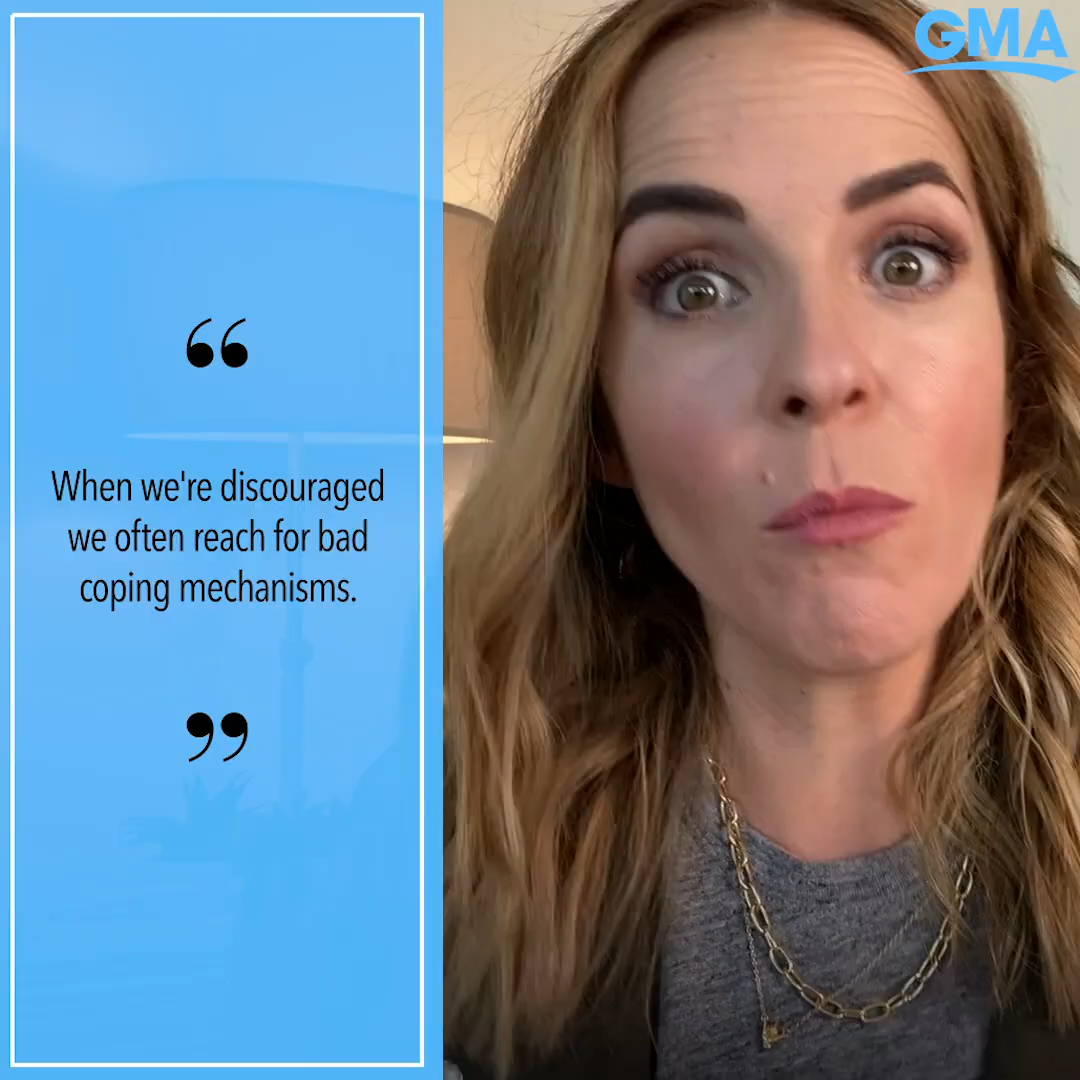 GMA
“
When we're discouraged
we often reach for bad
coping mechanisms.
”